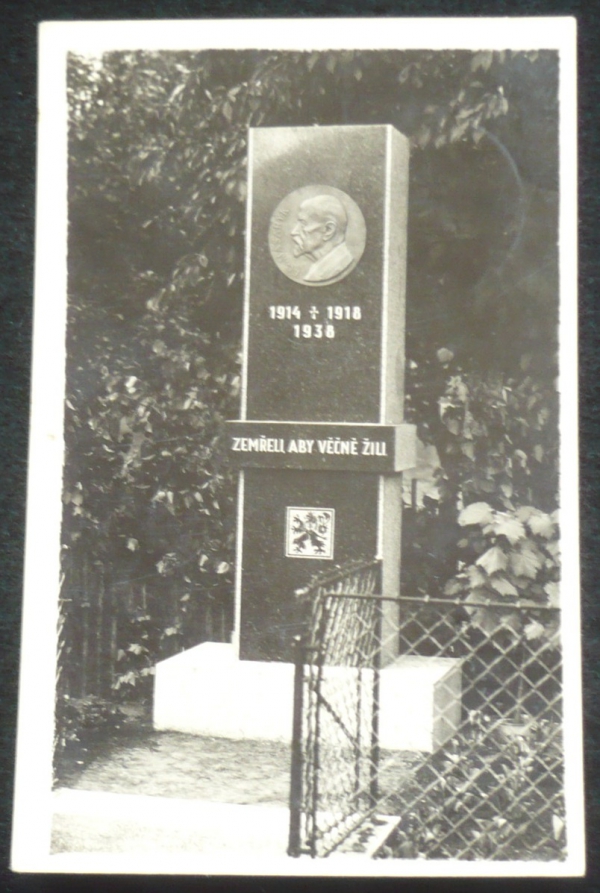 1914 ÷ 1918
1938
ZEMŘELI, ABY VĚČNĚ ŽILI